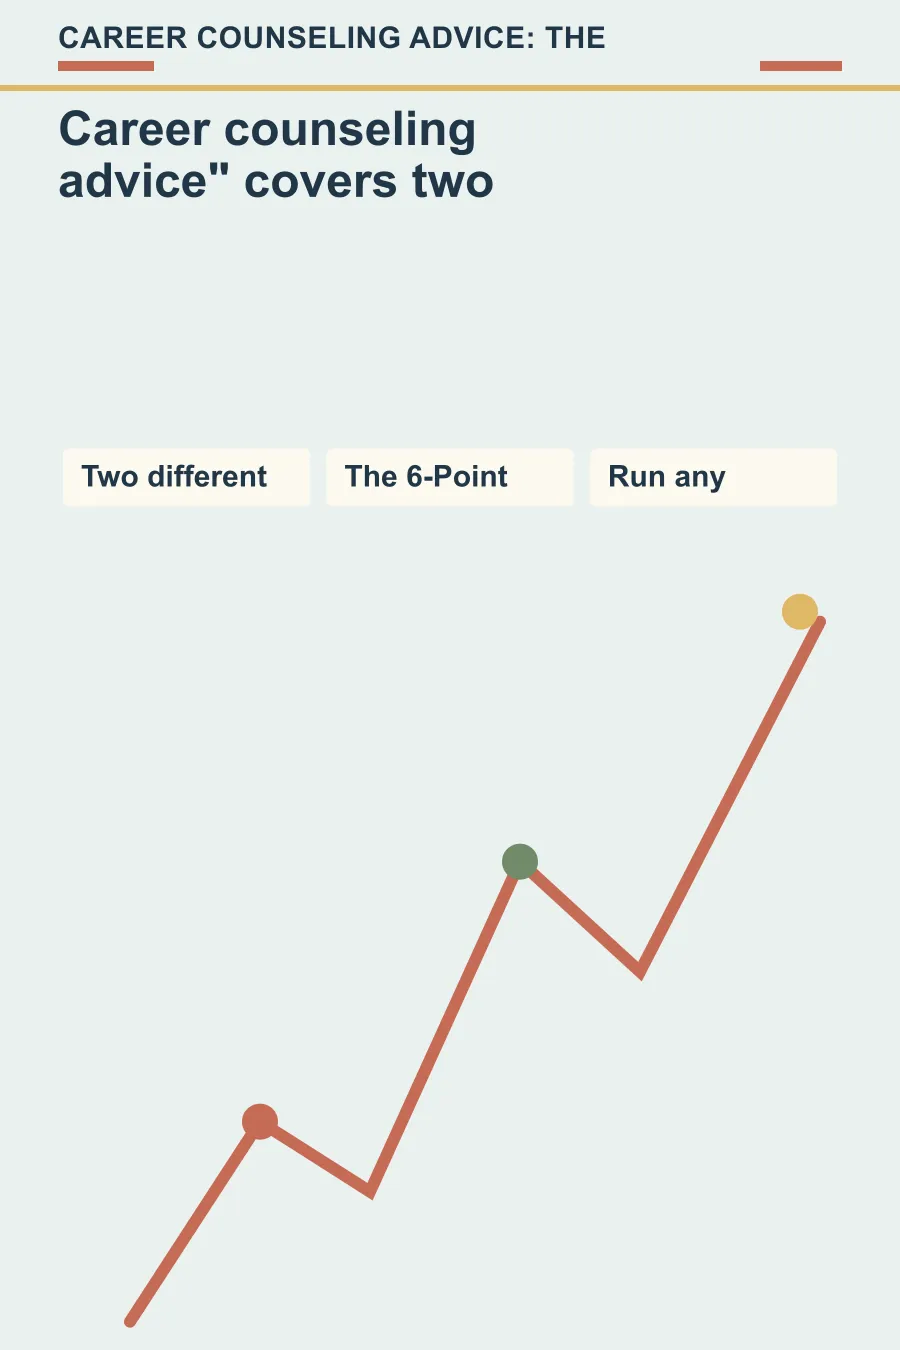 CAREER COUNSELING ADVICE: THE
Career counseling
advice" covers two
Two different
The 6-Point
Run any